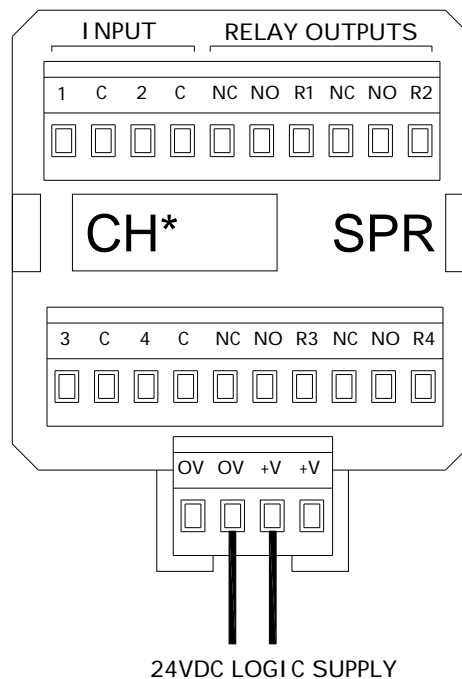 INPUT RELAY OUTPUTS
1 C 2 C NC NO R1 NC NO R2
CH* SPR
3 C 4 C NC NO R3 NC NO R4
OV OV +V +V
24VDC LOGIC SUPPLY